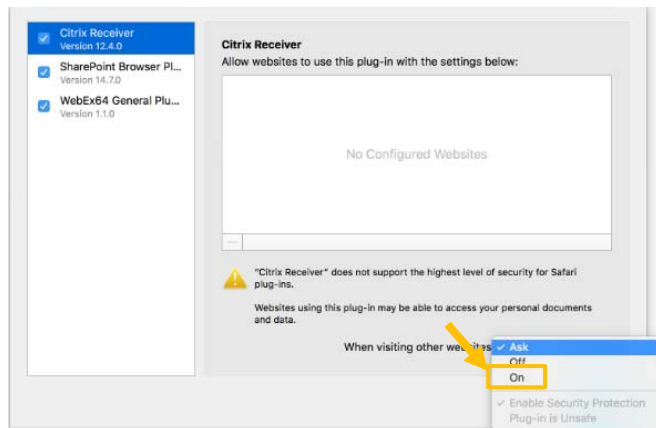 Citrix Receiver
Version 12.4.0
SharePoint Browser Pl...
Version 14.7.0
WebEx64 General Plu...
Version 1.1.0
Citrix Receiver
Allow websites to use this plug-in with the settings below:
No Configured Websites
"Citrix Receiver" does not support the highest level of security for Safari
plug-ins.
Websites using this plug-in may be able to access your personal documents
and data.
When visiting other websites
Ask
Off
On
Enable Security Protection
Plug-in is Unsafe